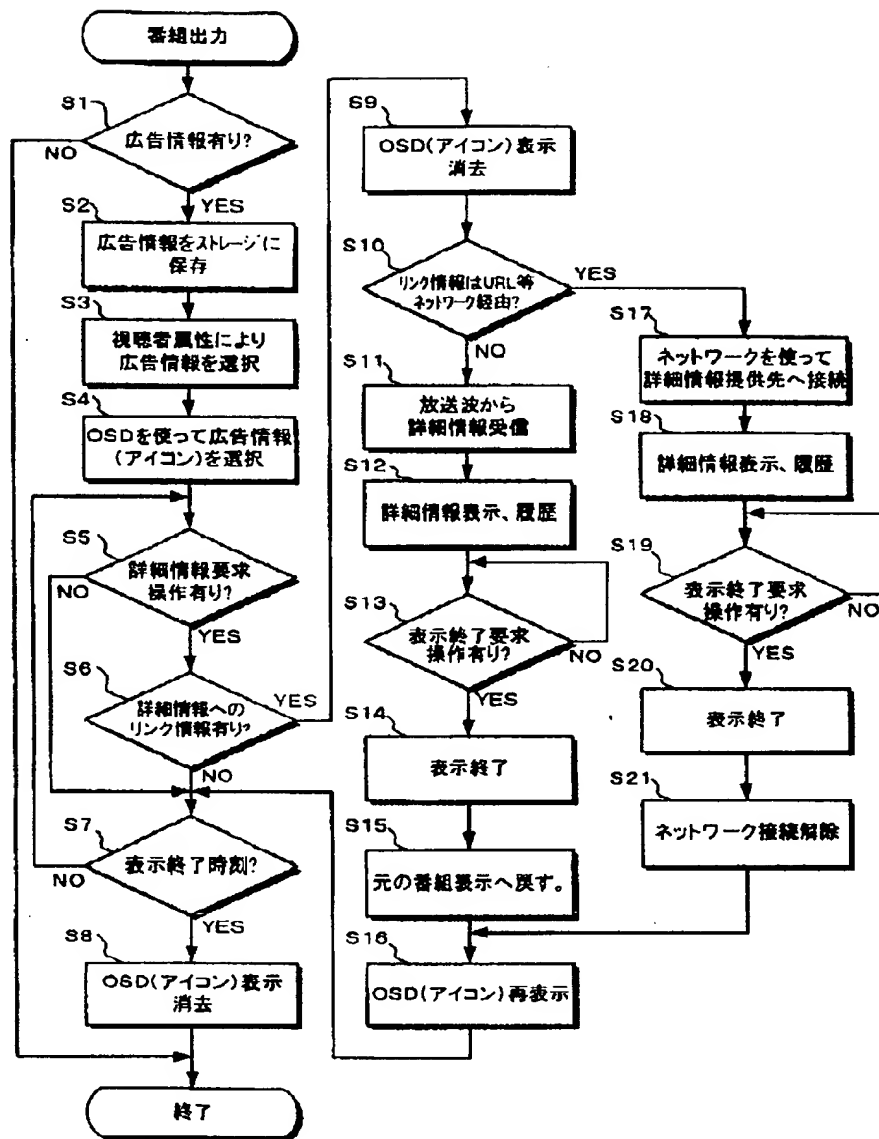 番組出力
S1
広告情報有り?
NO
YES
S2
広告情報をストレージに
保存
S3
視聴者属性により
広告情報を選択
S4
OSDを使って広告情報
(アイコン)を選択
S5
詳細情報要求
操作有り?
NO
YES
S6
詳細情報への
リンク情報有り?
YES
NO
S7
表示終了時刻?
NO
YES
S8
OSD(アイコン)表示
消去
終了
S9
OSD(アイコン)表示
消去
S10
リンク情報はURL等
ネットワーク経由?
YES
NO
S11
放送波から
詳細情報受信
S12
詳細情報表示、履歴
S13
表示終了要求
操作有り?
NO
YES
S14
表示終了
S15
元の番組表示へ戻す。
S16
OSD(アイコン)再表示
S17
ネットワークを使って
詳細情報提供先へ接続
S18
詳細情報表示、履歴
S19
表示終了要求
操作有り?
NO
YES
S20
表示終了
S21
ネットワーク接続解除